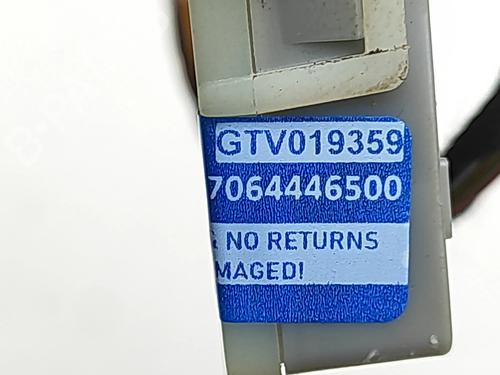 GTV019359
7064446500
& NO RETURNS
MAGED!